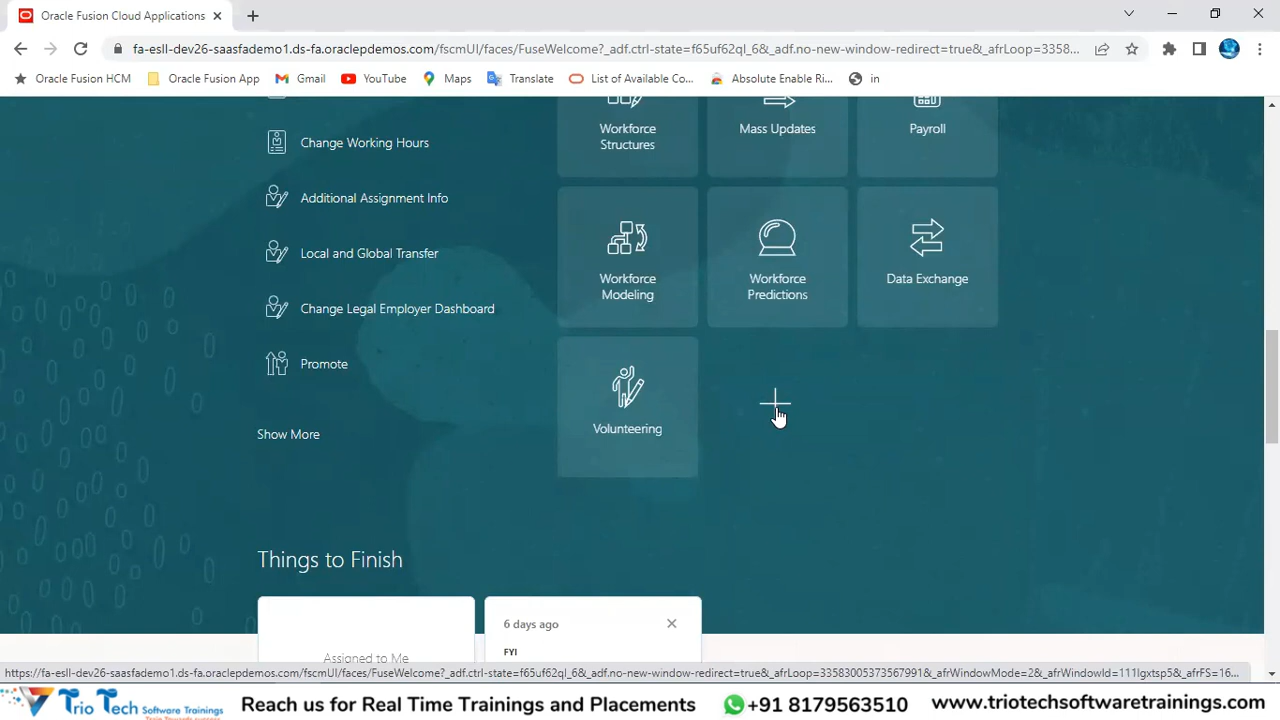 Oracle Fusion Cloud Applications
fa-esll-dev26-saasfademo1.ds-fa.oraclepdemos.com/fscmUI/faces/FuseWelcome?_adf.ctrl-state=f65uf62ql_6&_adf.no-new-window-redirect=true&_afrLoop=3358...
Oracle Fusion HCM
Oracle Fusion App
Gmail
YouTube
Maps
Translate
List of Available Co...
Absolute Enable Ri...
in
Change Working Hours
Additional Assignment Info
Local and Global Transfer
Change Legal Employer Dashboard
Promote
Show More
Workforce
Structures
Mass Updates
Payroll
Workforce
Modeling
Workforce
Predictions
Data Exchange
Volunteering
Things to Finish
Assigned to Me
6 days ago
FYI
https://fa-esll-dev26-saasfademo1.ds-fa.oraclepdemos.com/fscmUI/faces/FuseWelcome?_adf.ctrl-state=f65uf62ql_6&_adf.no-new-window-redirect=true&_afrLoop=33583005373567991&_afrWindowMode=2&_afrWindowId=111lgxtsp5&_afrFS=16...
Trio Tech Software Trainings
Train Towards success
Reach us for Real Time Trainings and Placements
+91 8179563510
www.triotechsoftwaretrainings.com